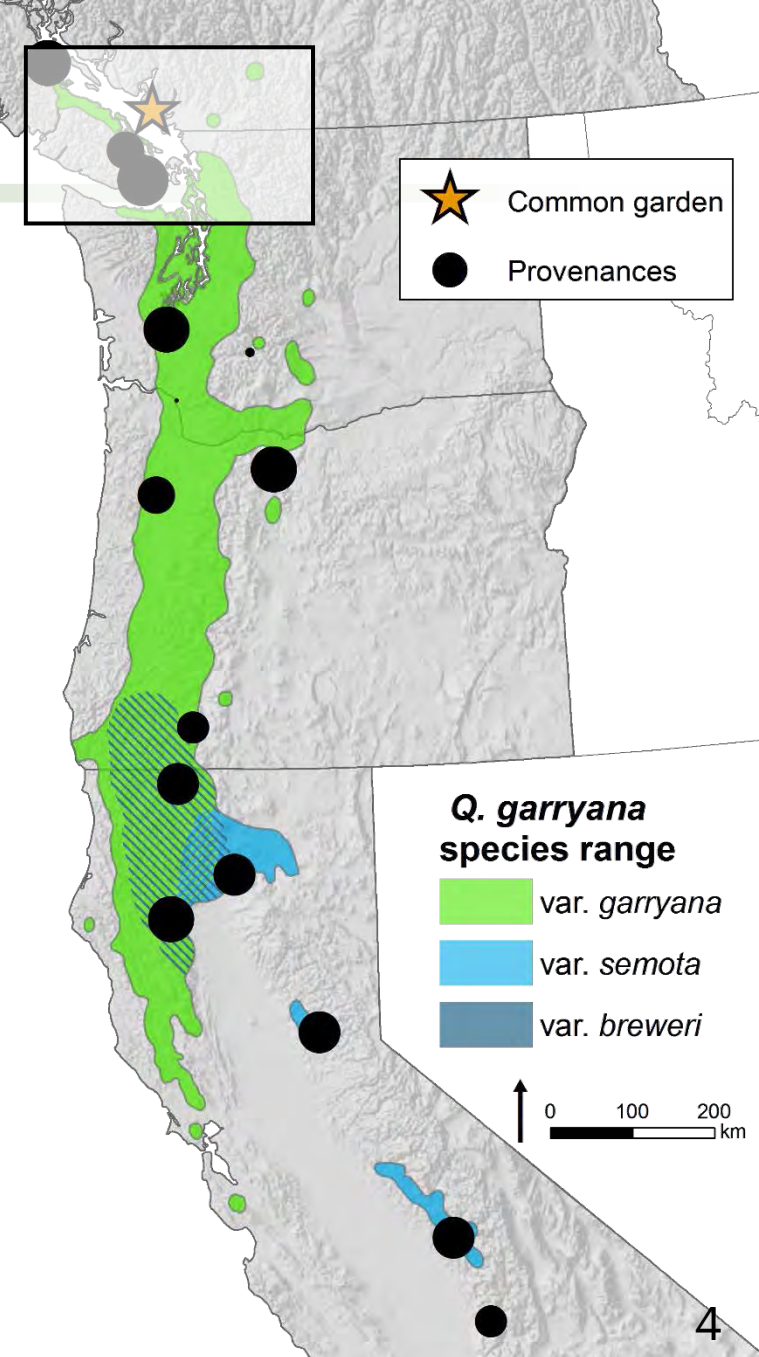 Common garden
Provenances
Q. garryana
species range
var. garryana
var. semota
var. breweri
0 100 200
km
4